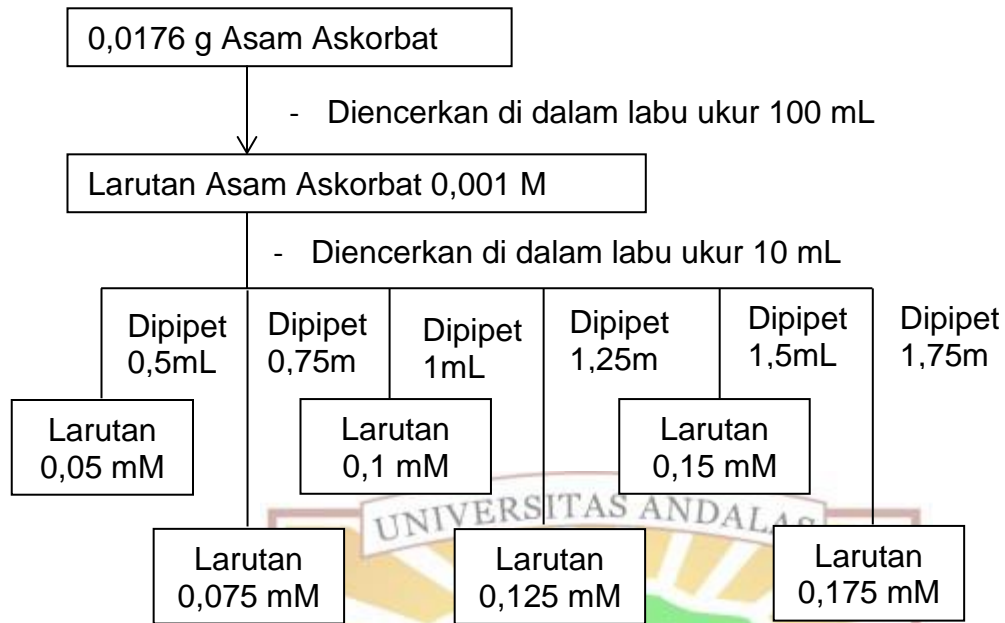 0,0176 g Asam Askorbat
- Diencerkan di dalam labu ukur 100 mL
Larutan Asam Askorbat 0,001 M
- Diencerkan di dalam labu ukur 10 mL
Dipipet
0,5mL
Dipipet
0,75m
Dipipet
1mL
Dipipet
1,25m
Dipipet
1,5mL
Dipipet
1,75m
Larutan
0,05 mM
Larutan
0,1 mM
Larutan
0,15 mM
UNIVERSITAS ANDALAS
Larutan
0,075 mM
Larutan
0,125 mM
Larutan
0,175 mM